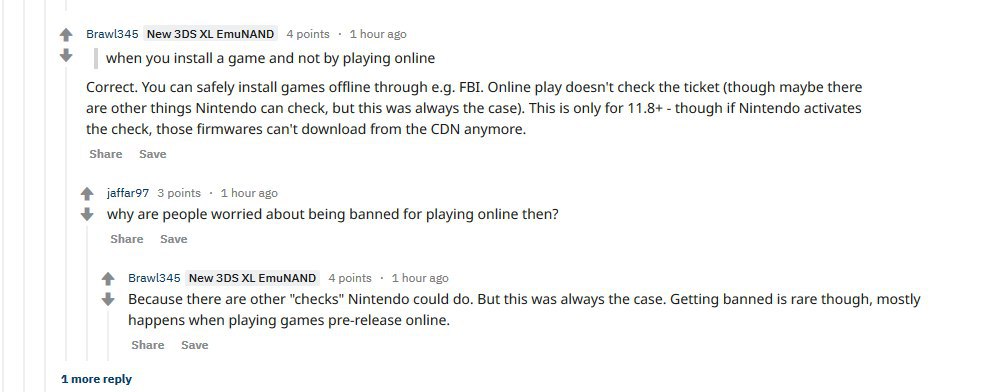 Brawl345 New 3DS XL EmuNAND 4 points · 1 hour ago
when you install a game and not by playing online
Correct. You can safely install games offline through e.g. FBI. Online play doesn't check the ticket (though maybe there
are other things Nintendo can check, but this was always the case). This is only for 11.8+ - though if Nintendo activates
the check, those firmwares can't download from the CDN anymore.
Share Save
jaffar97 3 points · 1 hour ago
why are people worried about being banned for playing online then?
Share Save
Brawl345 New 3DS XL EmuNAND 4 points · 1 hour ago
Because there are other "checks" Nintendo could do. But this was always the case. Getting banned is rare though, mostly
happens when playing games pre-release online.
Share Save
1 more reply